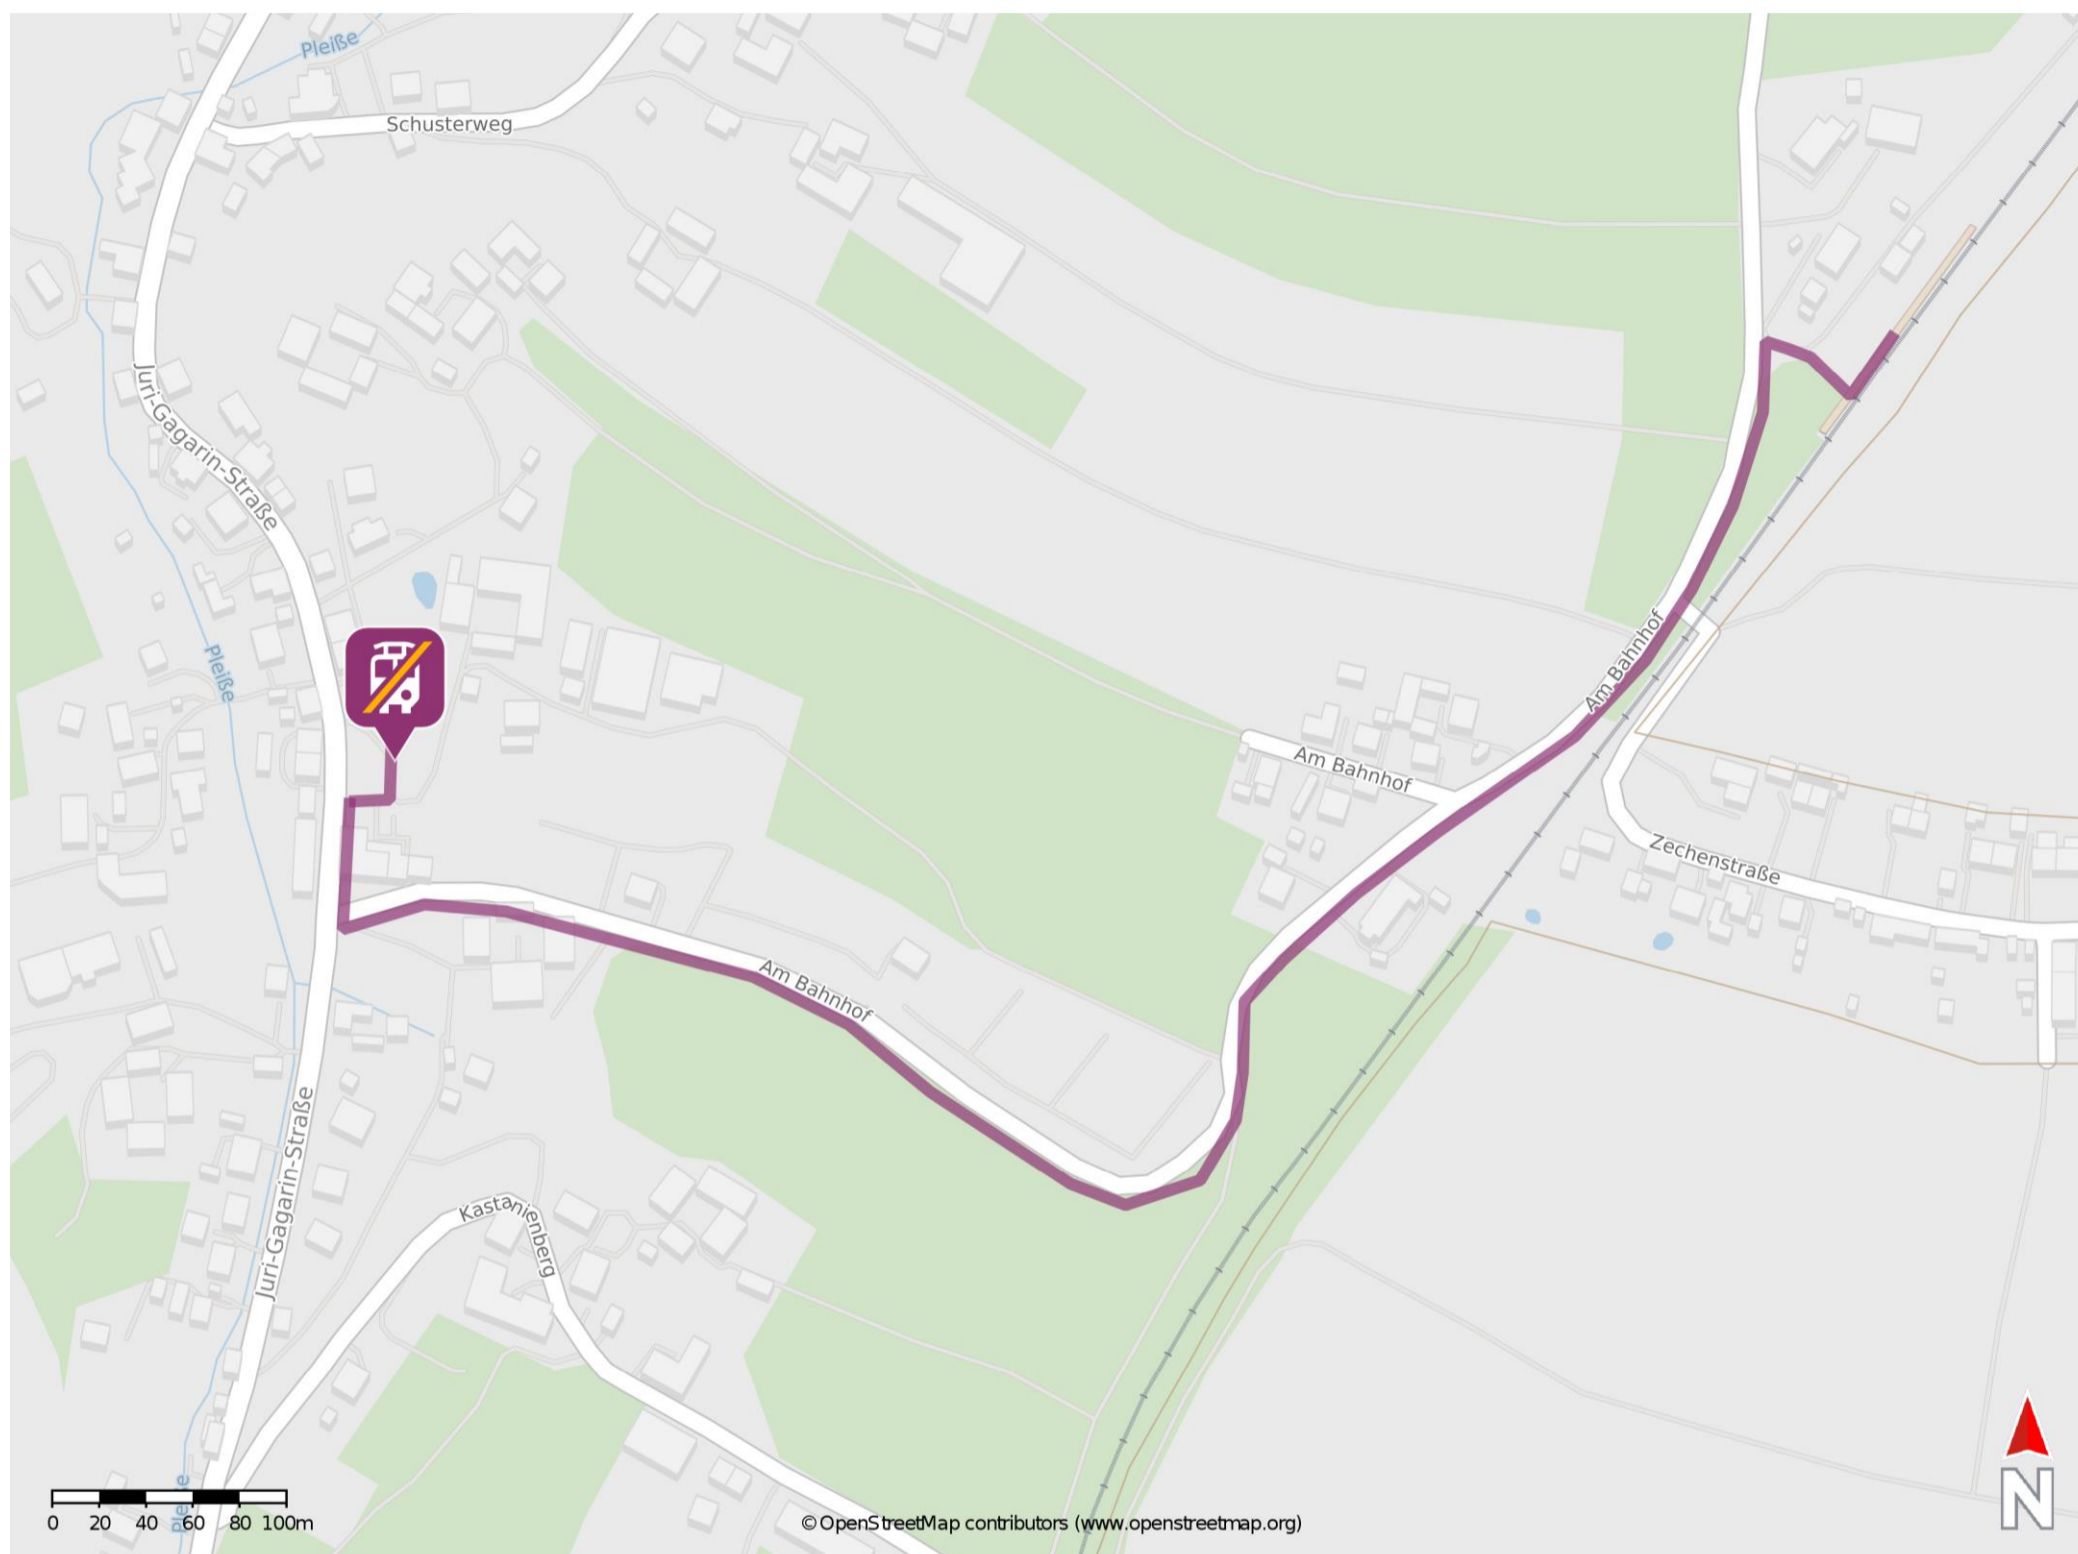 Pleiße
Schusterweg
Juri-Gagarin-Straße
Am Bahnhof
Pleiße
Am Bahnhof
Zechenstraße
Am Bahnhof
Juri-Gagarin-Straße
Kastanienberg
Pleiße
0 20 40 60 80 100m
©OpenStreetMap contributors (www.openstreetmap.org)
N